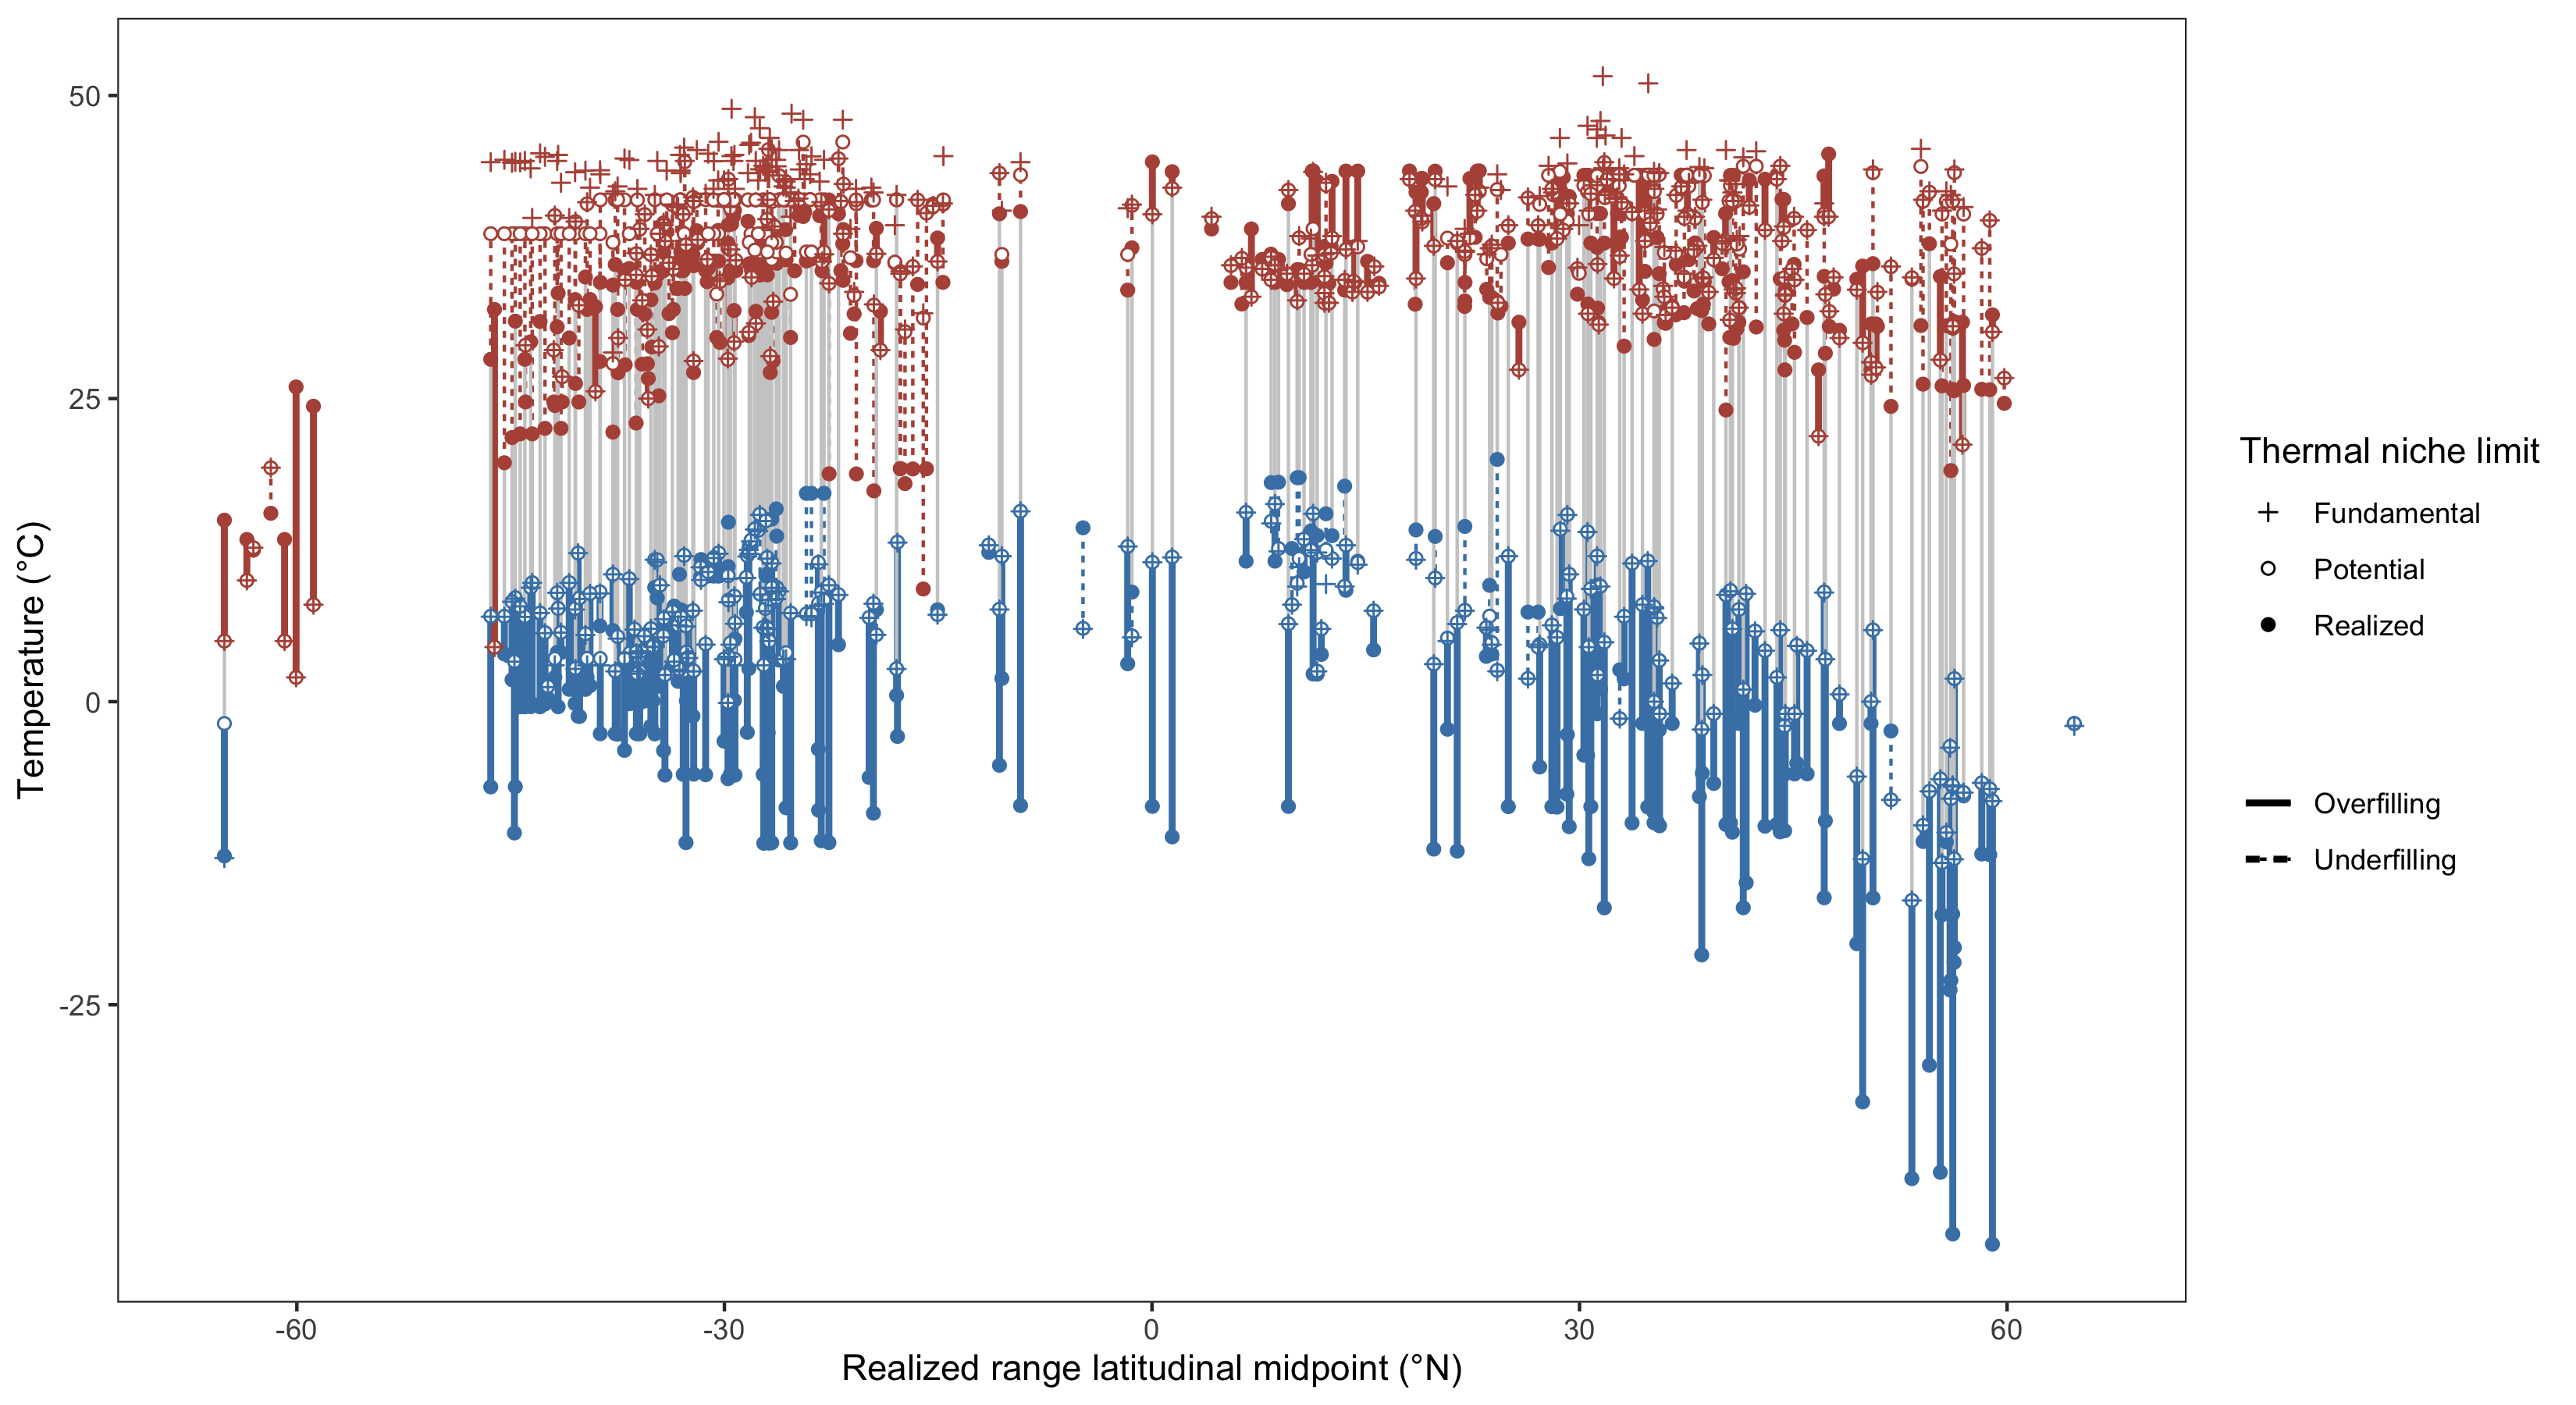 50
25
0
-25
Temperature (°C)
-60
-30
0
30
60
Realized range latitudinal midpoint (°N)
Thermal niche limit
Fundamental
Potential
Realized
Overfilling
Underfilling